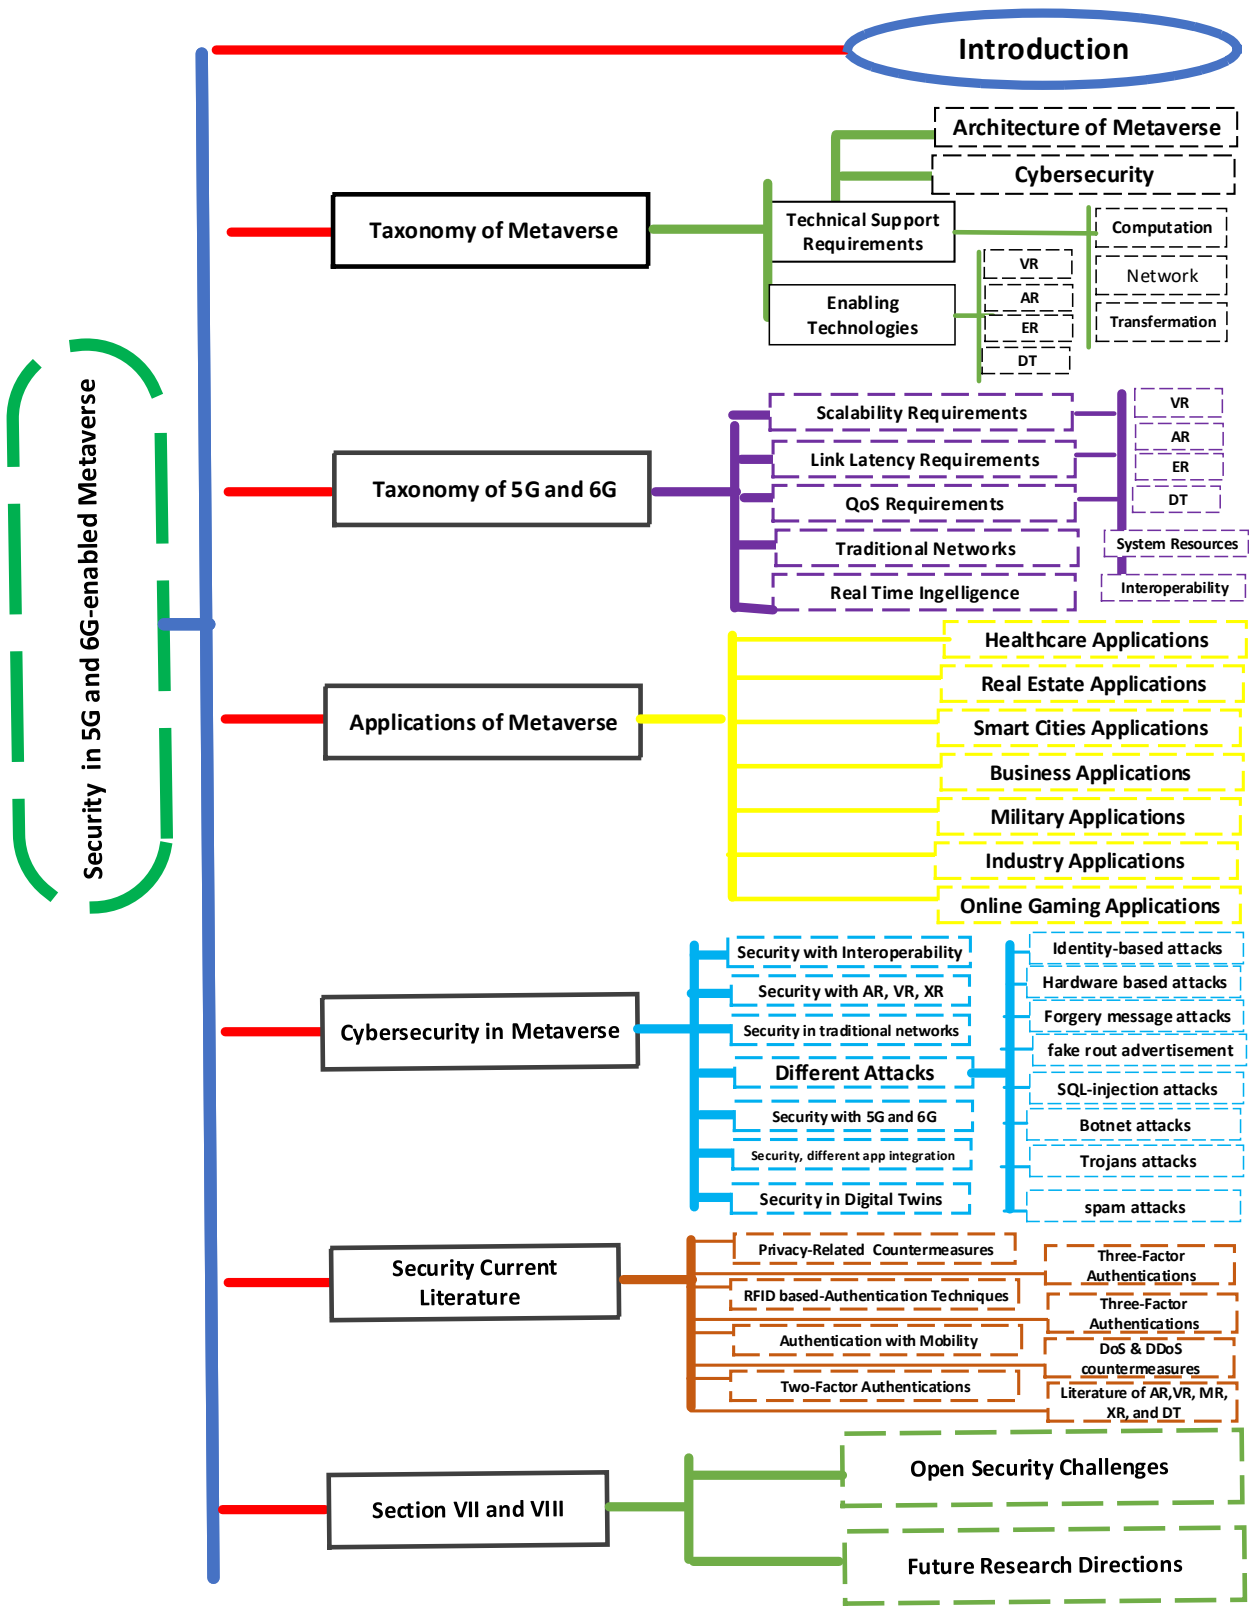 Security in 5G and 6G-enabled Metaverse
Introduction
Taxonomy of Metaverse
Architecture of Metaverse
Cybersecurity
Technical Support
Requirements
Computation
Network
Transfermation
Enabling
Technologies
VR
AR
ER
DT
Taxonomy of 5G and 6G
Scalability Requirements
Link Latency Requirements
QoS Requirements
Traditional Networks
Real Time Ingelligence
VR
AR
ER
DT
System Resources
Interoperability
Applications of Metaverse
Healthcare Applications
Real Estate Applications
Smart Cities Applications
Business Applications
Military Applications
Industry Applications
Online Gaming Applications
Cybersecurity in Metaverse
Security with Interoperability
Security with AR, VR, XR
Security in traditional networks
Different Attacks
Security with 5G and 6G
Security, different app integration
Security in Digital Twins
Identity-based attacks
Hardware based attacks
Forgery message attacks
fake rout advertisement
SQL-injection attacks
Botnet attacks
Trojans attacks
spam attacks
Security Current
Literature
Privacy-Related Countermeasures
RFID based-Authentication Techniques
Authentication with Mobility
Two-Factor Authentications
Three-Factor
Authentications
Three-Factor
Authentications
DoS & DDoS
countermeasures
Literature of AR,VR, MR,
XR, and DT
Section VII and VIII
Open Security Challenges
Future Research Directions